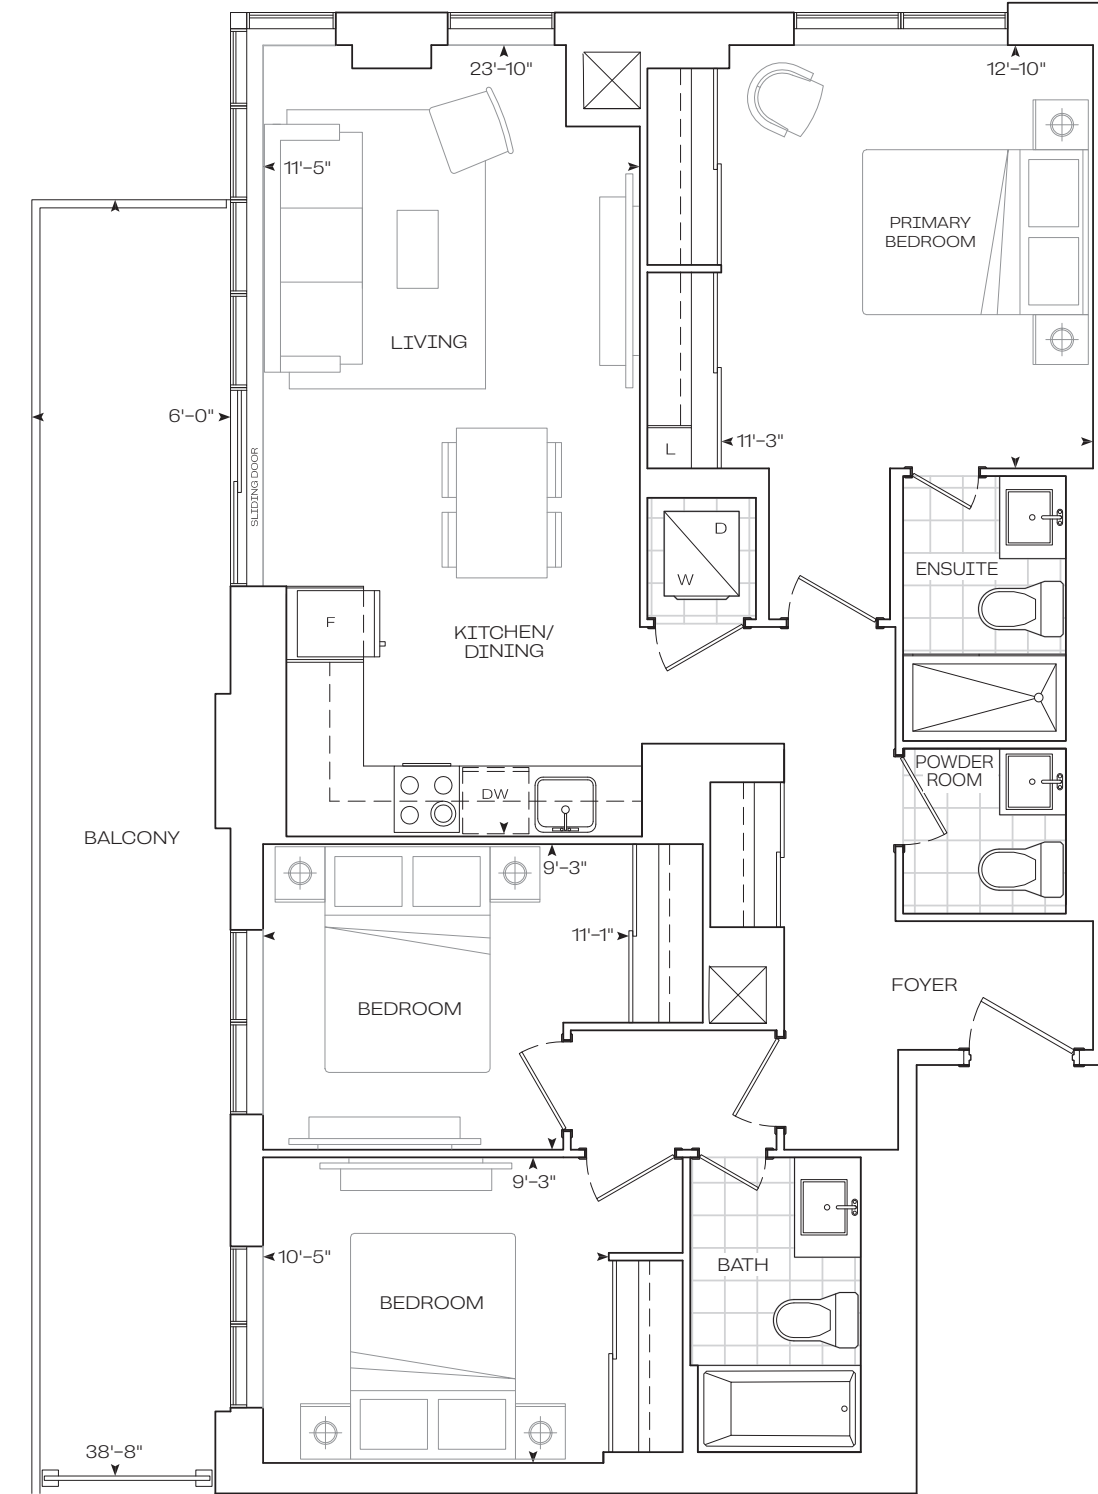 23'-10"
12'-10"
11'-5"
PRIMARY
BEDROOM
LIVING
6'-0"
SLIDING DOOR
11'-3"
L
D
W
ENSUITE
F
KITCHEN/
DINING
POWDER
ROOM
DW
BALCONY
9'-3"
11'-1"
BEDROOM
FOYER
9'-3"
10'-5"
BATH
BEDROOM
38'-8"